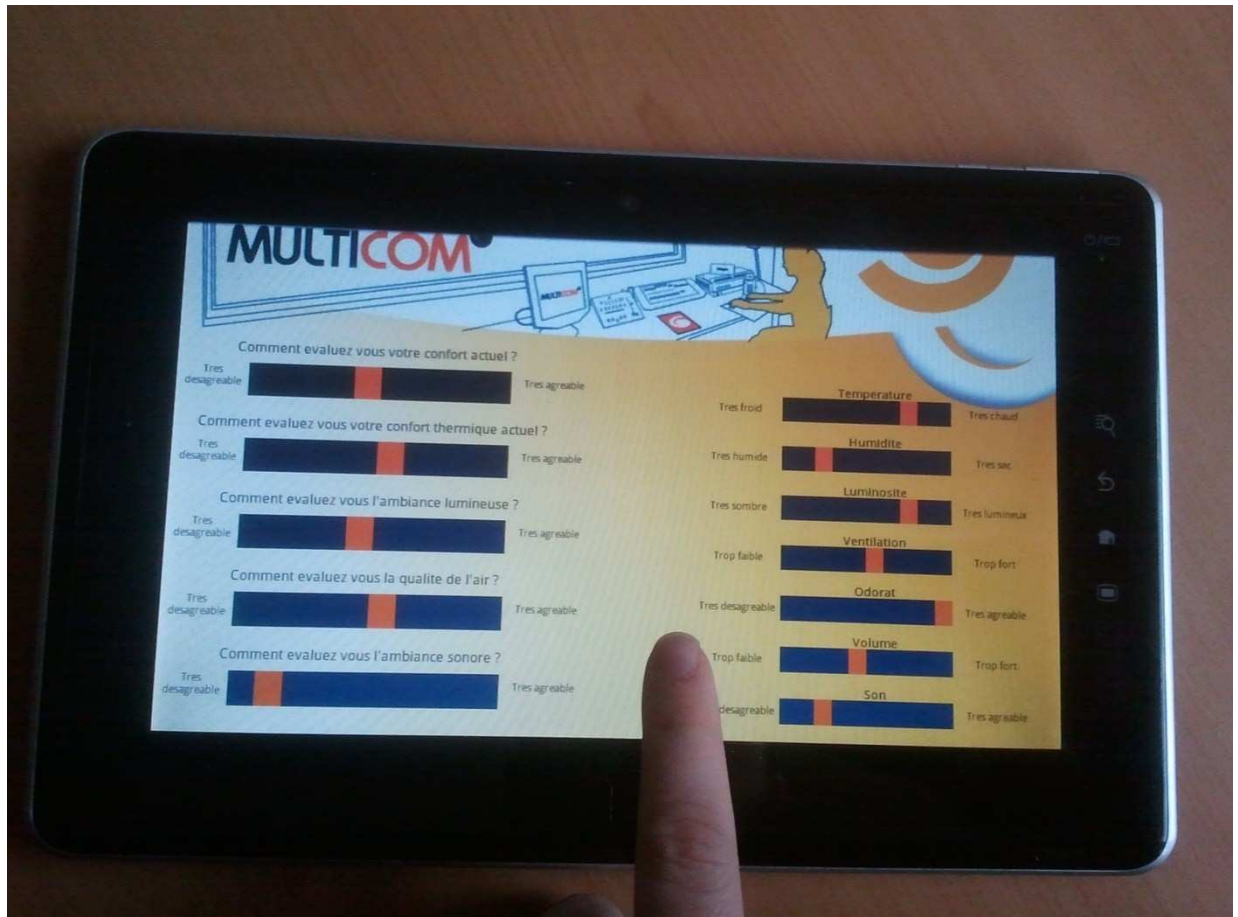 MULTICOM
MULTICOM
Comment evaluez vous votre confort actuel ?
Tres
desagreable
Tres agreable
Comment evaluez vous votre confort thermique actuel ?
Tres
desagreable
Tres agreable
Comment evaluez vous l'ambiance lumineuse ?
Tres
desagreable
Tres agreable
Comment evaluez vous la qualite de l'air ?
Tres
desagreable
Tres agreable
Comment evaluez vous l'ambiance sonore ?
Tres
desagreable
Tres agreable
Temperature
Tres froid
Tres chaud
Humidite
Tres humide
Tres sec
Luminosite
Tres sombre
Tres lumineux
Ventilation
Trop faible
Trop fort
Odorat
Tres desagreable
Tres agreable
Volume
Trop faible
Trop fort
Son
desagreable
Tres agreable